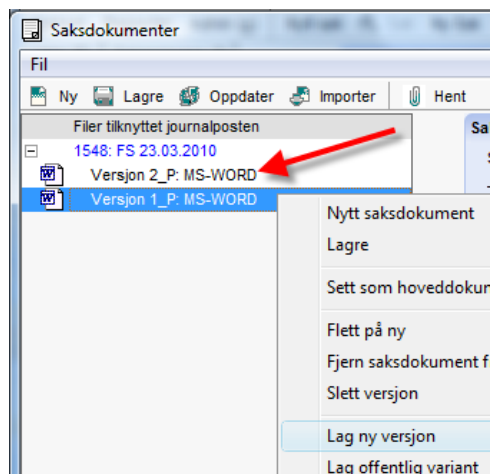 Saksdokumenter
Fil
Ny Lagre Oppdater Importer Hent
Filer tilknyttet journalposten
1548: FS 23.03.2010
Versjon 2_P: MS-WORD
Versjon 1_P: MS-WORD
Nytt saksdokument
Lagre
Sett som hoveddokum
Flett på ny
Fjern saksdokument f
Slett versjon
Lag ny versjon
Lag offentlig variant